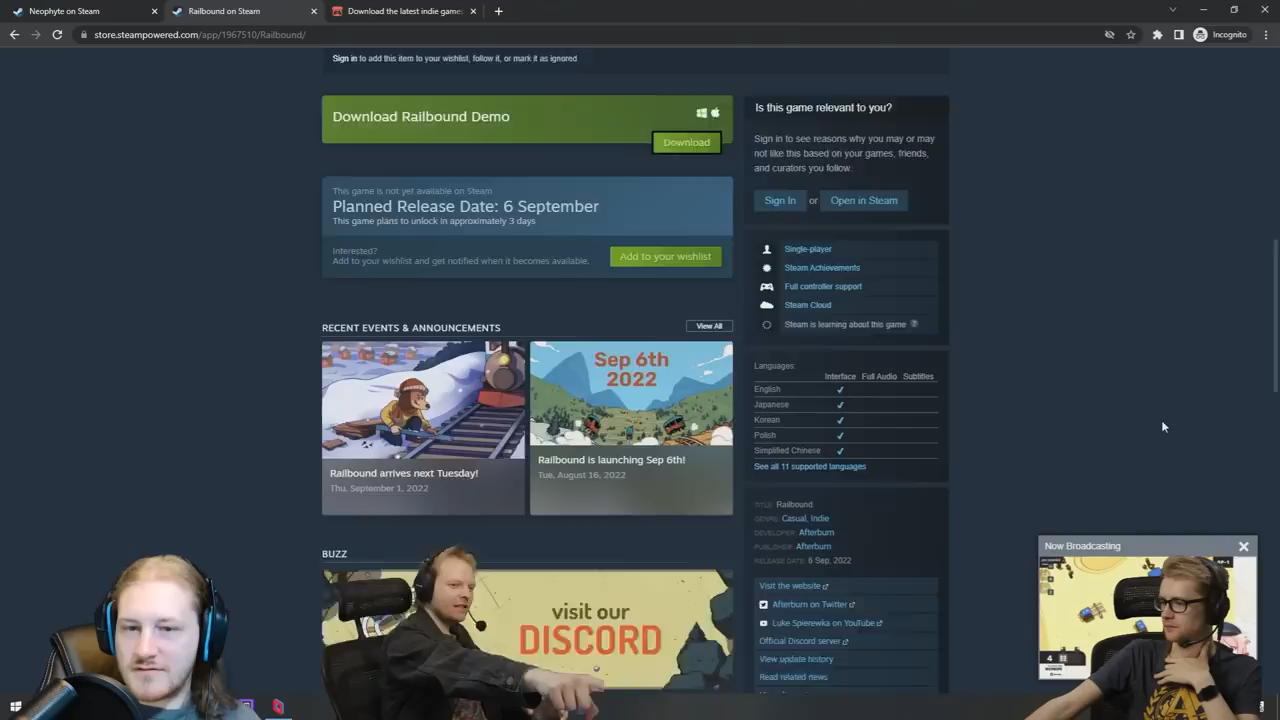 Neophyte on Steam
Railbound on Steam
Download the latest indie games
store.steampowered.com/app/1967510/Railbound/
Incognito
Sign in to add this item to your wishlist, follow it, or mark it as ignored
Download Railbound Demo
Download
This game is not yet available on Steam
Planned Release Date: 6 September
This game plans to unlock in approximately 3 days
Interested?
Add to your wishlist and get notified when it becomes available.
Add to your wishlist
RECENT EVENTS & ANNOUNCEMENTS
View All
Sep 6th
2022
Railbound arrives next Tuesday!
Thu, September 1, 2022
Railbound is launching Sep 6th!
Tue, August 16, 2022
BUZZ
visit our
DISCORD
Is this game relevant to you?
Sign in to see reasons why you may or
may not like this based on your games, friends,
and curators you follow.
Sign In or Open in Steam
Single-player
Steam Achievements
Full controller support
Steam Cloud
Steam is learning about this game ?
Languages:
Interface Full Audio Subtitles
English ✔
Japanese ✔
Korean ✔
Polish ✔
Simplified Chinese ✔
See all 11 supported languages
TITLE: Railbound
GENRE: Casual, Indie
DEVELOPER: Afterburn
PUBLISHER: Afterburn
RELEASE DATE: 6 Sep, 2022
Visit the website
Afterburn on Twitter
Luke Spierewka on YouTube
Official Discord server
View update history
Read related news
Now Broadcasting
4